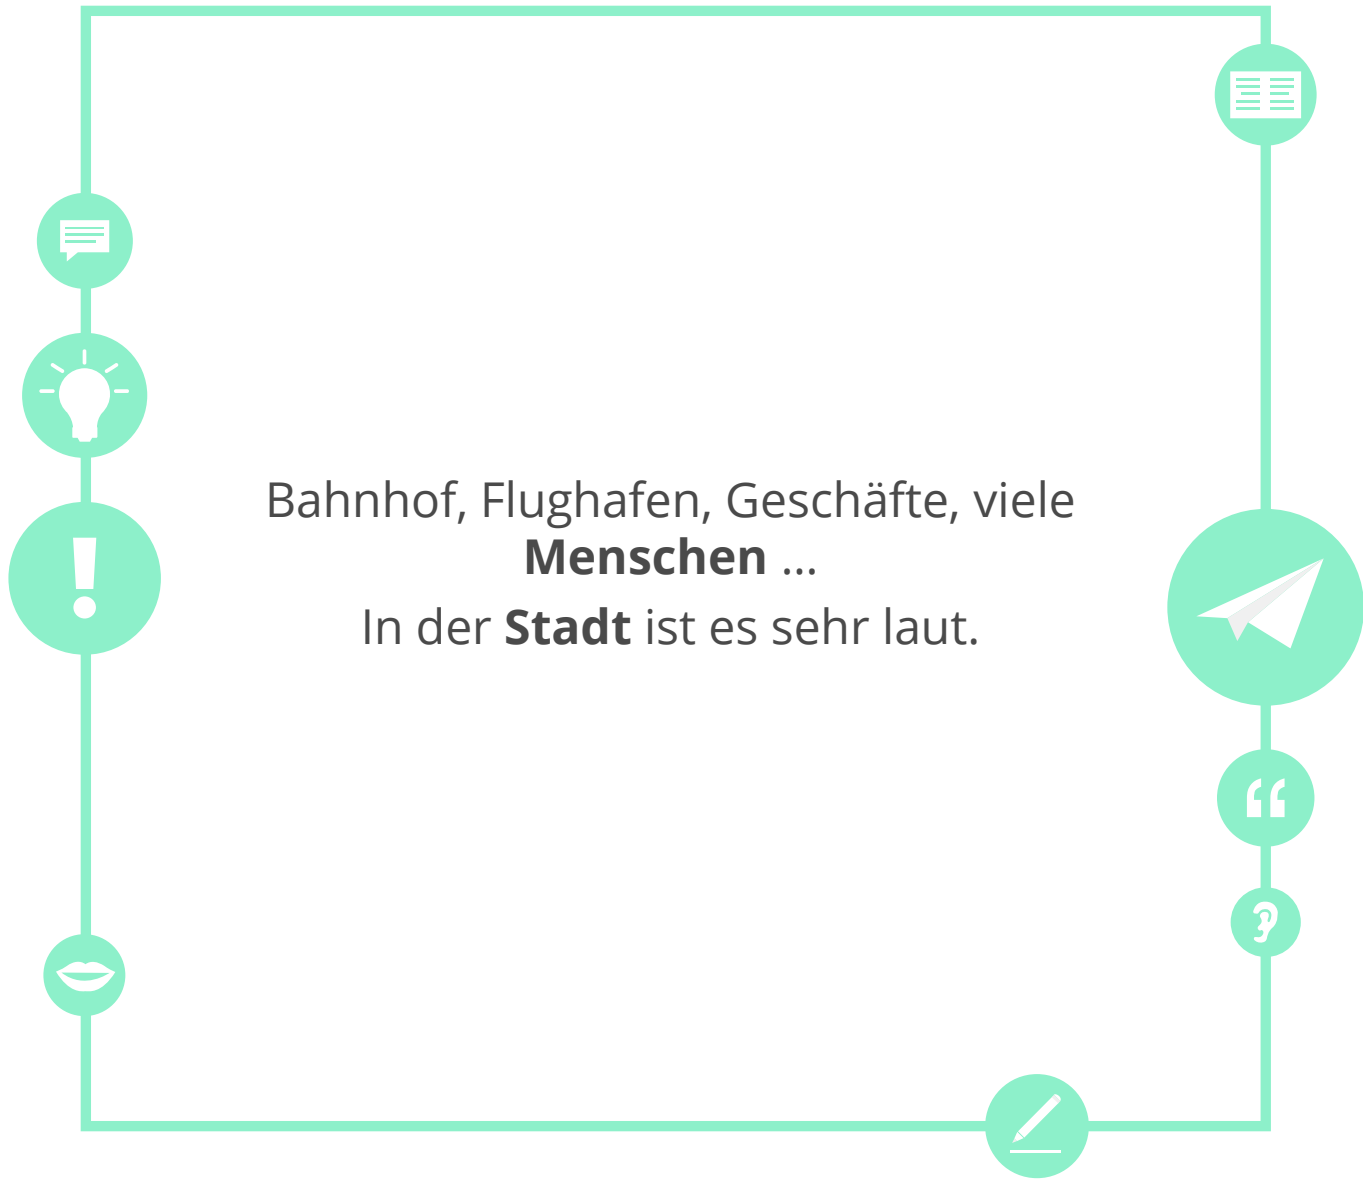 Bahnhof, Flughafen, Geschäfte, viele
Menschen ...
In der Stadt ist es sehr laut.